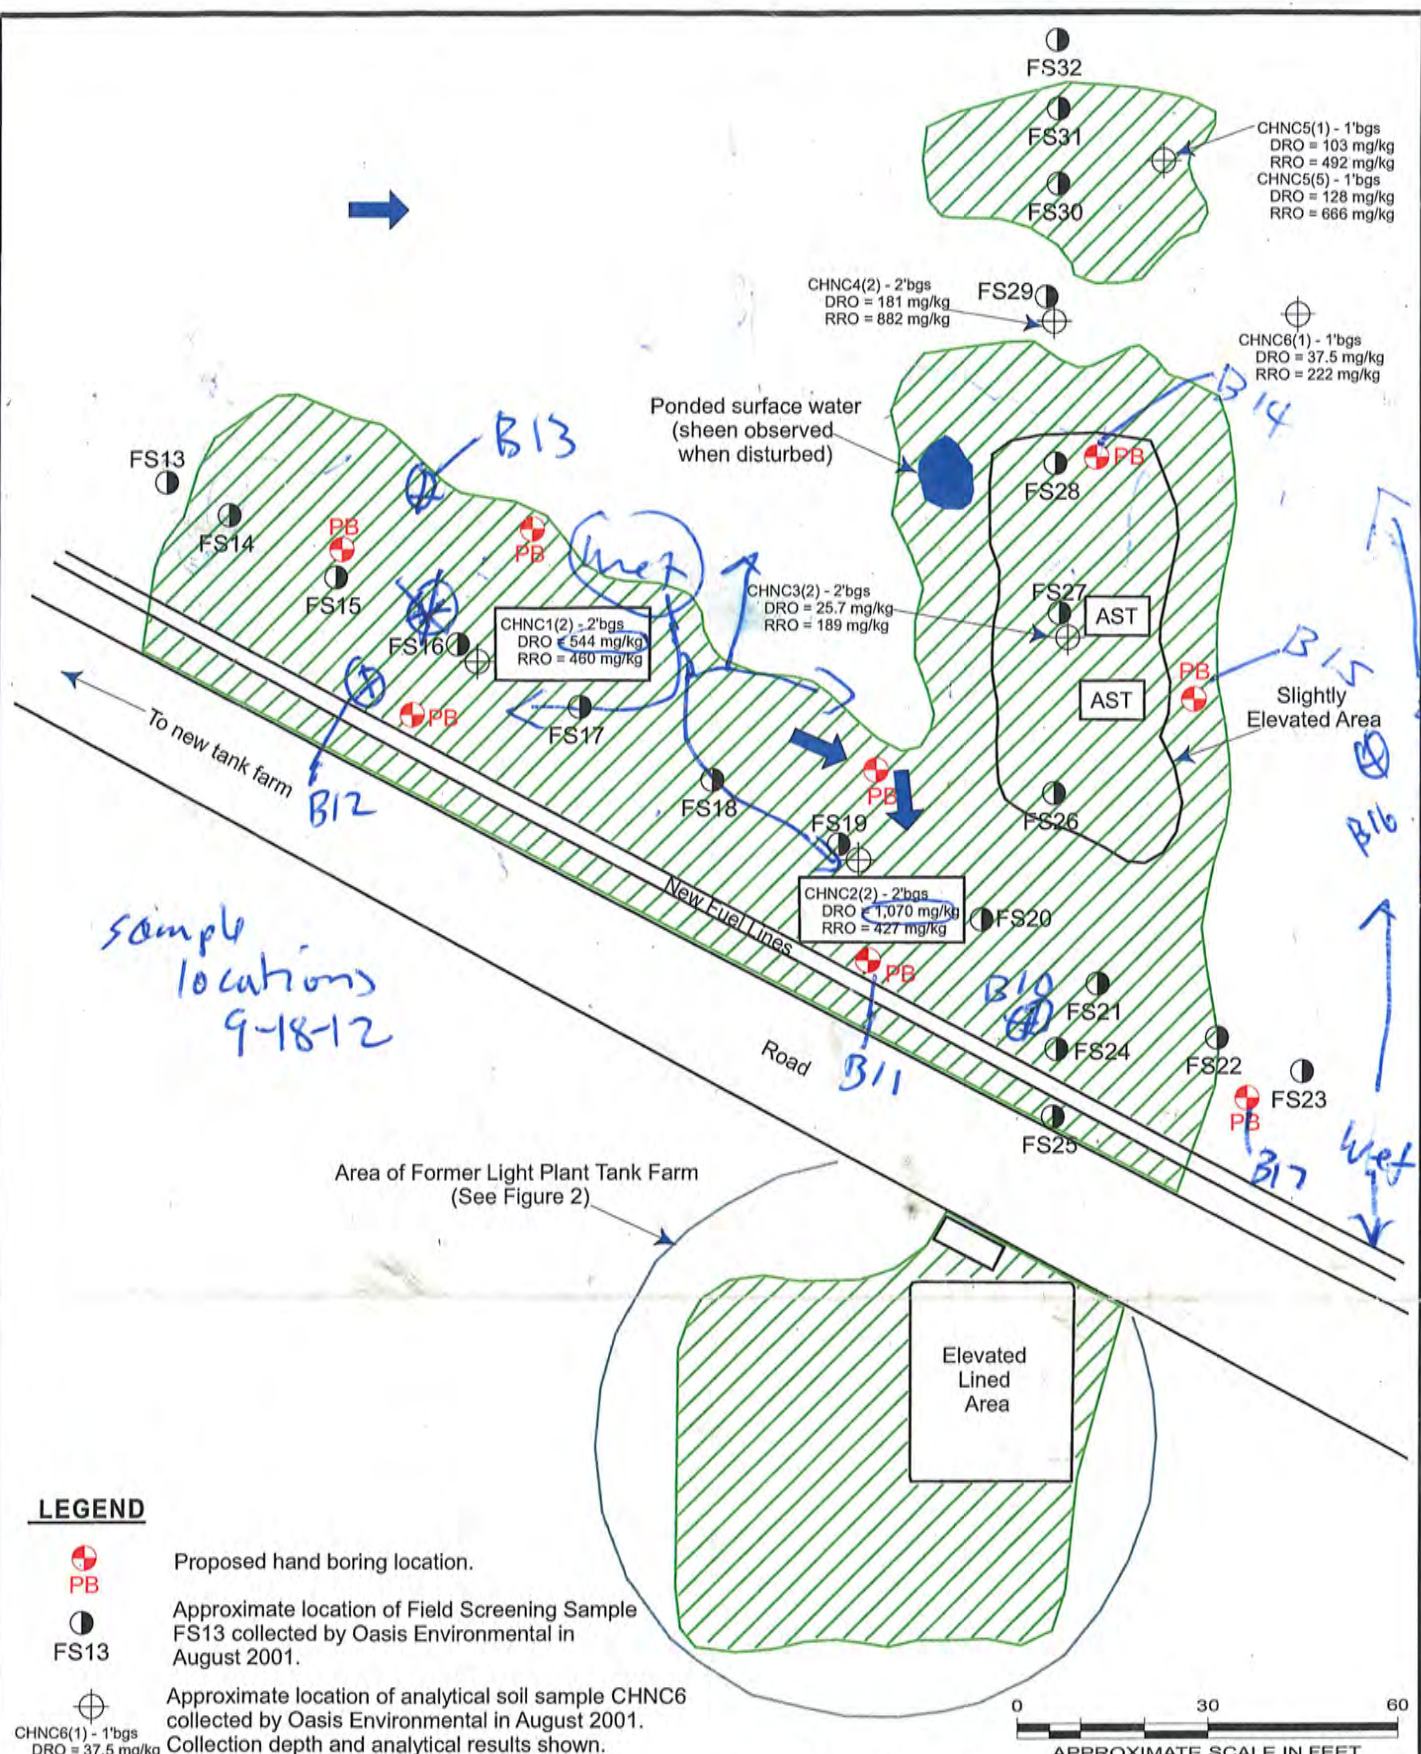 FS32
FS31
FS30
CHNC5(1) - 1'bgs
DRO = 103 mg/kg
RRO = 492 mg/kg
CHNC5(5) - 1'bgs
DRO = 128 mg/kg
RRO = 666 mg/kg
CHNC4(2) - 2'bgs
DRO = 181 mg/kg
RRO = 882 mg/kg
FS29
CHNC6(1) - 1'bgs
DRO = 37.5 mg/kg
RRO = 222 mg/kg
B14
Ponded surface water
(sheen observed
when disturbed)
B13
FS13
FS14
PB
FS28
PB
PB
FS15
wet
CHNC3(2) - 2'bgs
DRO = 25.7 mg/kg
RRO = 189 mg/kg
FS27
AST
CHNC1(2) - 2'bgs
DRO = 544 mg/kg
RRO = 460 mg/kg
FS16
B15
PB
AST
Slightly
Elevated Area
PB
FS17
To new tank farm
B12
FS18
PB
FS19
FS26
B16
CHNC2(2) - 2'bgs
DRO = 1,070 mg/kg
RRO = 427 mg/kg
New Fuel Lines
FS20
PB
sample
locations
9-18-12
B10
FS21
Road
B11
FS24
FS22
FS23
PB
FS25
Wet
B17
Area of Former Light Plant Tank Farm
(See Figure 2)
Elevated
Lined
Area
LEGEND
PB
Proposed hand boring location.
FS13
Approximate location of Field Screening Sample
FS13 collected by Oasis Environmental in
August 2001.
CHNC6(1) - 1'bgs
DRO = 37.5 mg/kg
Approximate location of analytical soil sample CHNC6
collected by Oasis Environmental in August 2001.
Collection depth and analytical results shown.
0 30 60
APPROXIMATE SCALE IN FEET